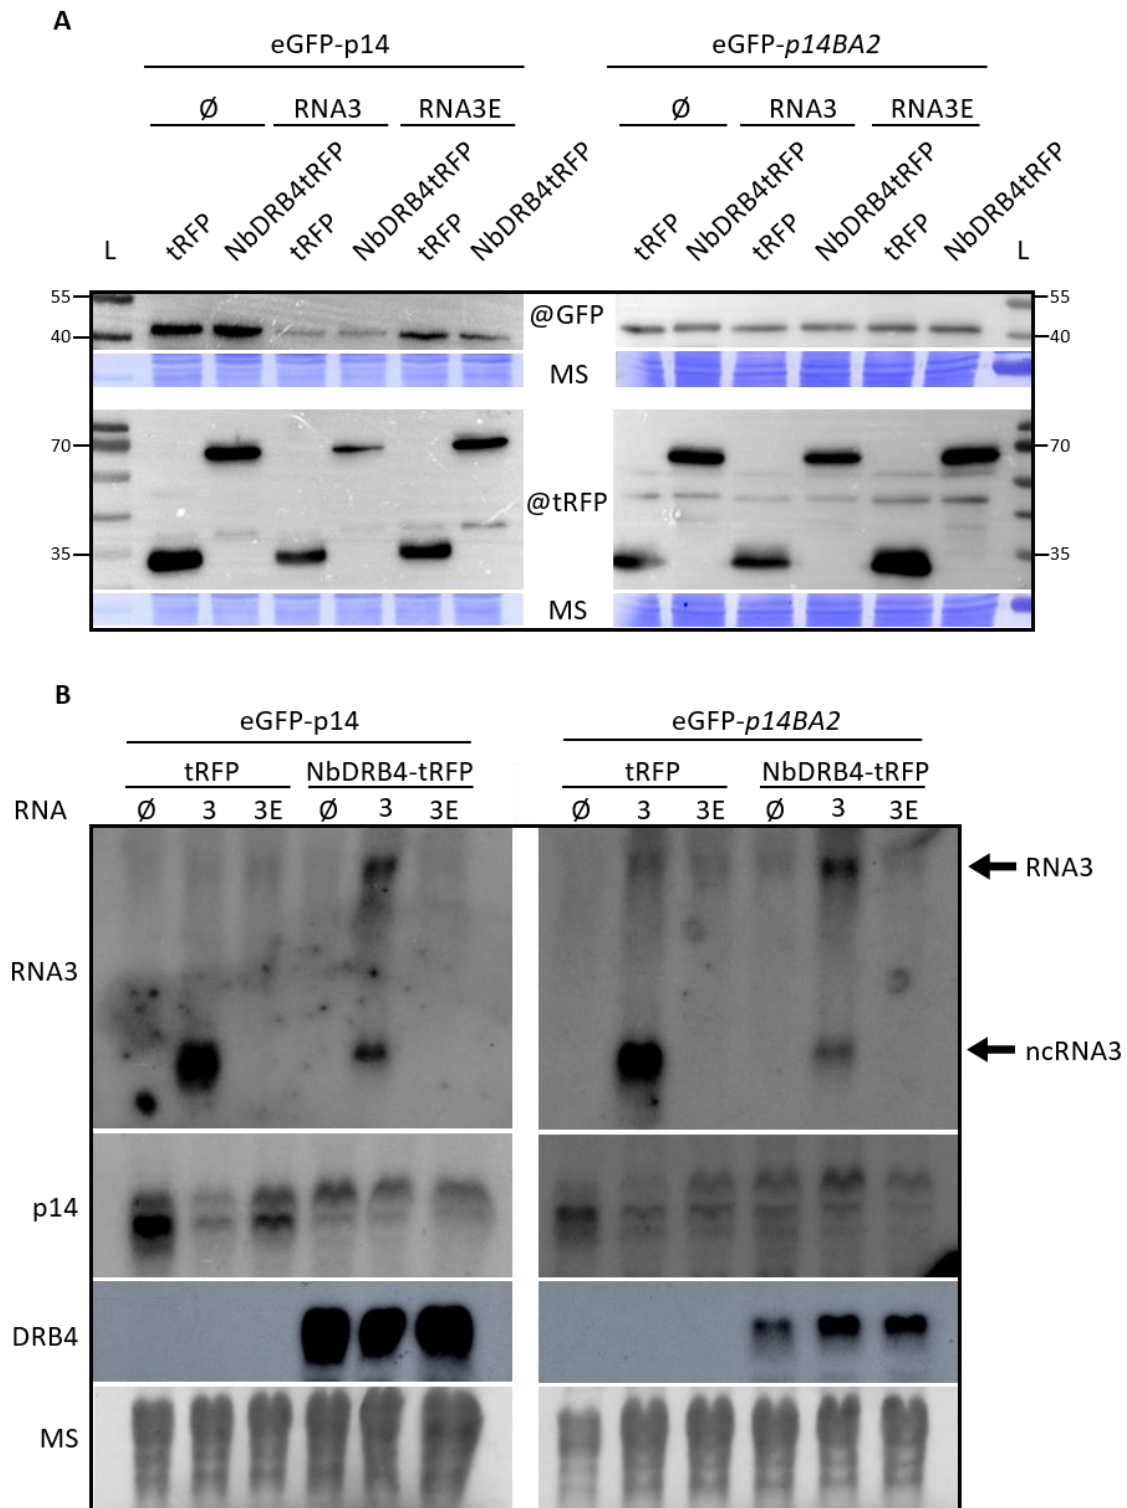 A
eGFP-p14 eGFP-p14BA2
Ø RNA3 RNA3E Ø RNA3 RNA3E
L tRFP NbDRB4tRFP tRFP NbDRB4tRFP tRFP NbDRB4tRFP tRFP NbDRB4tRFP tRFP NbDRB4tRFP tRFP NbDRB4tRFP L
55 @GFP 55
40 40
MS
70 70
@tRFP
35 35
MS
B
eGFP-p14 eGFP-p14BA2
tRFP NbDRB4-tRFP tRFP NbDRB4-tRFP
RNA Ø 3 3E Ø 3 3E Ø 3 3E Ø 3 3E
RNA3
RNA3
ncRNA3
p14
DRB4
MS